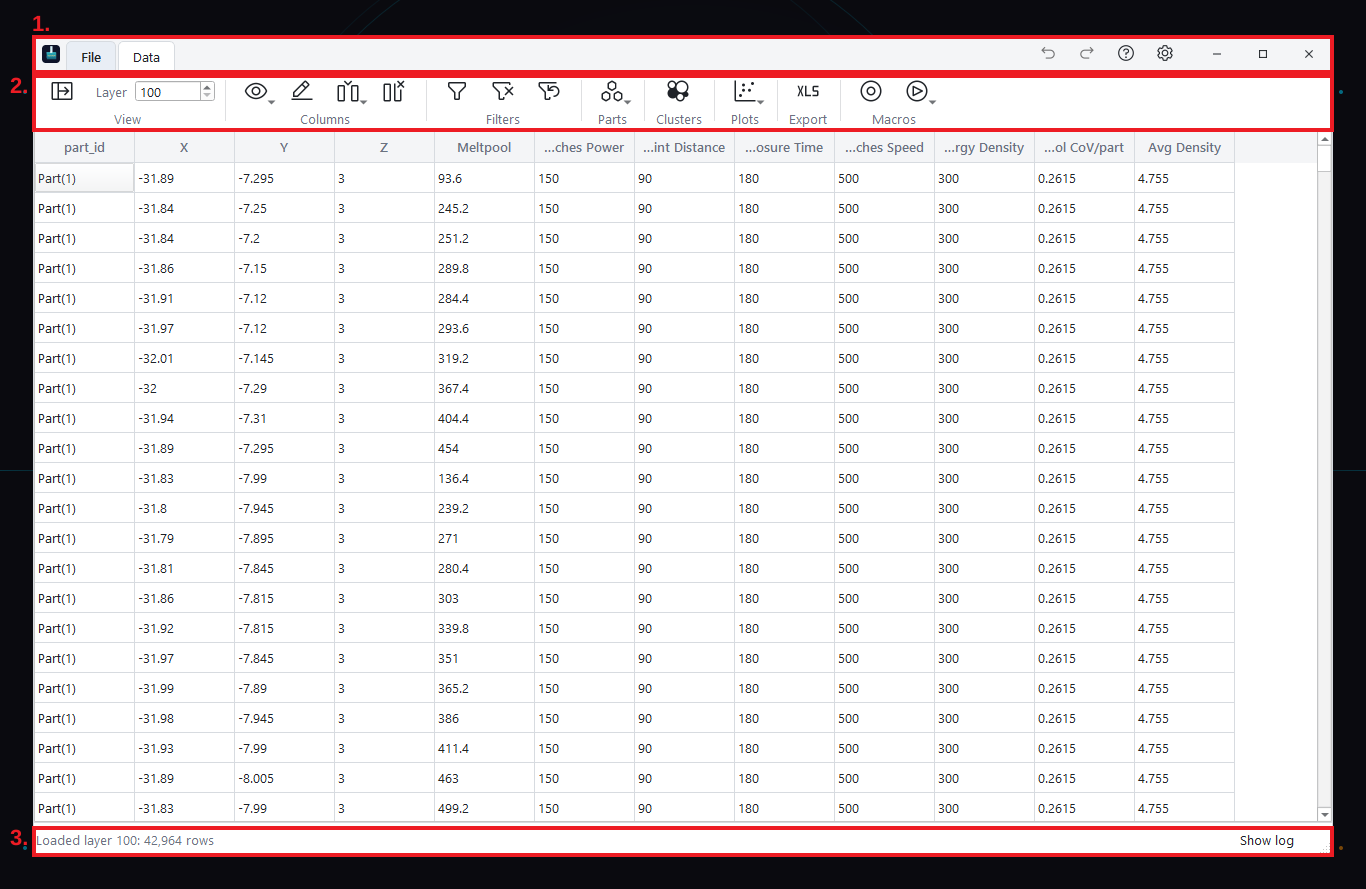 1.
File Data
2.
Layer 100 XLS
View Columns Filters Parts Clusters Plots Export Macros
part_id X Y Z Meltpool ...ches Power ...int Distance ...osure Time ...ches Speed ...rgy Density ...ol CoV/part Avg Density
Part(1) -31.89 -7.295 3 93.6 150 90 180 500 300 0.2615 4.755
Part(1) -31.84 -7.25 3 245.2 150 90 180 500 300 0.2615 4.755
Part(1) -31.84 -7.2 3 251.2 150 90 180 500 300 0.2615 4.755
Part(1) -31.86 -7.15 3 289.8 150 90 180 500 300 0.2615 4.755
Part(1) -31.91 -7.12 3 284.4 150 90 180 500 300 0.2615 4.755
Part(1) -31.97 -7.12 3 293.6 150 90 180 500 300 0.2615 4.755
Part(1) -32.01 -7.145 3 319.2 150 90 180 500 300 0.2615 4.755
Part(1) -32 -7.29 3 367.4 150 90 180 500 300 0.2615 4.755
Part(1) -31.94 -7.31 3 404.4 150 90 180 500 300 0.2615 4.755
Part(1) -31.89 -7.295 3 454 150 90 180 500 300 0.2615 4.755
Part(1) -31.83 -7.99 3 136.4 150 90 180 500 300 0.2615 4.755
Part(1) -31.8 -7.945 3 239.2 150 90 180 500 300 0.2615 4.755
Part(1) -31.79 -7.895 3 271 150 90 180 500 300 0.2615 4.755
Part(1) -31.81 -7.845 3 280.4 150 90 180 500 300 0.2615 4.755
Part(1) -31.86 -7.815 3 303 150 90 180 500 300 0.2615 4.755
Part(1) -31.92 -7.815 3 339.8 150 90 180 500 300 0.2615 4.755
Part(1) -31.97 -7.845 3 351 150 90 180 500 300 0.2615 4.755
Part(1) -31.99 -7.89 3 365.2 150 90 180 500 300 0.2615 4.755
Part(1) -31.98 -7.945 3 386 150 90 180 500 300 0.2615 4.755
Part(1) -31.93 -7.99 3 411.4 150 90 180 500 300 0.2615 4.755
Part(1) -31.89 -8.005 3 463 150 90 180 500 300 0.2615 4.755
Part(1) -31.83 -7.99 3 499.2 150 90 180 500 300 0.2615 4.755
3.
Loaded layer 100: 42,964 rows Show log